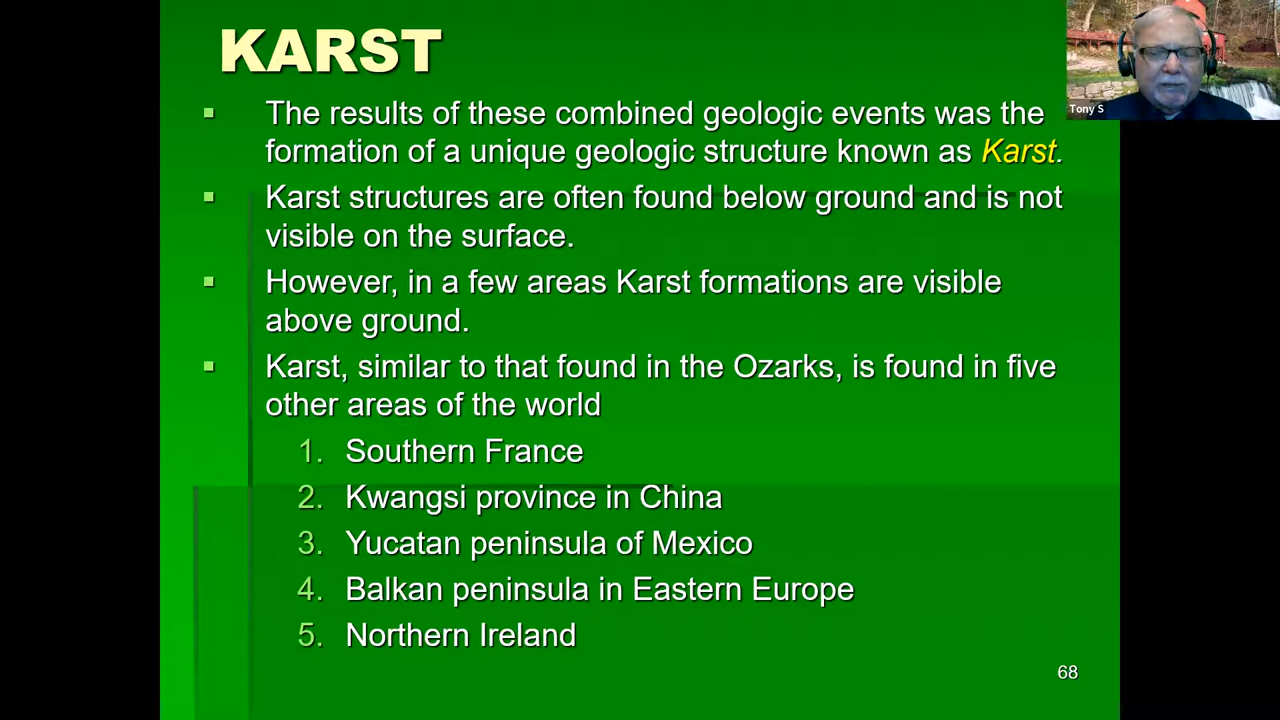 KARST
The results of these combined geologic events was the
formation of a unique geologic structure known as Karst.
Karst structures are often found below ground and is not
visible on the surface.
However, in a few areas Karst formations are visible
above ground.
Karst, similar to that found in the Ozarks, is found in five
other areas of the world
1. Southern France
2. Kwangsi province in China
3. Yucatan peninsula of Mexico
4. Balkan peninsula in Eastern Europe
5. Northern Ireland
68
Tony S